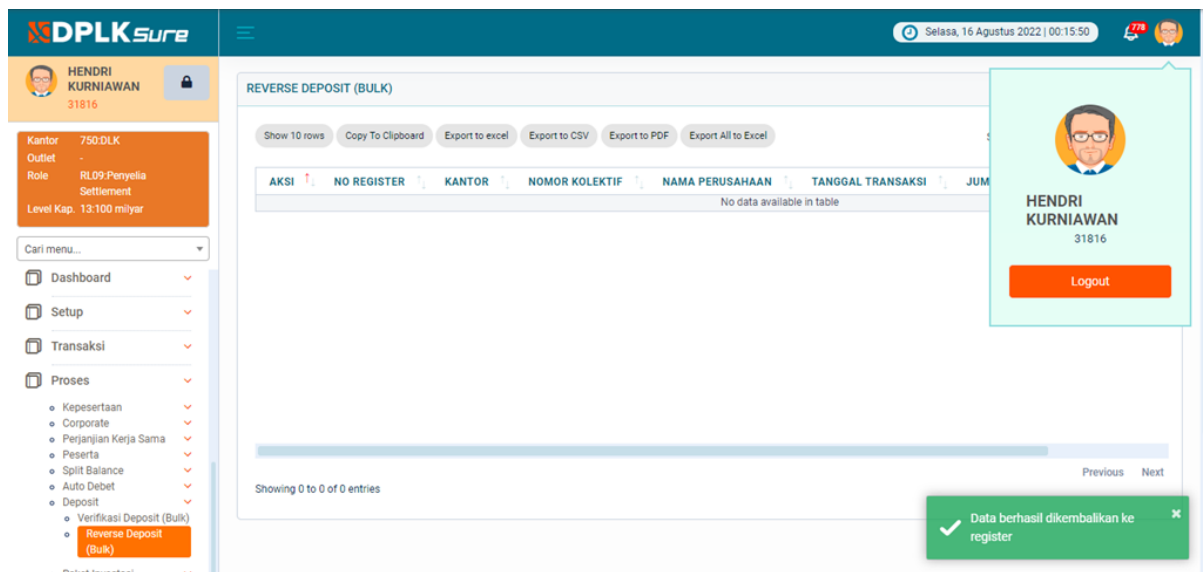 DPLKSure
Selasa, 16 Agustus 2022 | 00:15:50
778
HENDRI
KURNIAWAN
31816
Kantor 750:DLK
Outlet -
Role RL09:Penyelia
Settlement
Level Kap. 13:100 milyar
Cari menu...
Dashboard
Setup
Transaksi
Proses
Kepesertaan
Corporate
Perjanjian Kerja Sama
Peserta
Split Balance
Auto Debet
Deposit
Verifikasi Deposit (Bulk)
Reverse Deposit
(Bulk)
REVERSE DEPOSIT (BULK)
Show 10 rows Copy To Clipboard Export to excel Export to CSV Export to PDF Export All to Excel
AKSI NO REGISTER KANTOR NOMOR KOLEKTIF NAMA PERUSAHAAN TANGGAL TRANSAKSI JUM
No data available in table
Previous Next
Showing 0 to 0 of 0 entries
HENDRI
KURNIAWAN
31816
Logout
Data berhasil dikembalikan ke
register